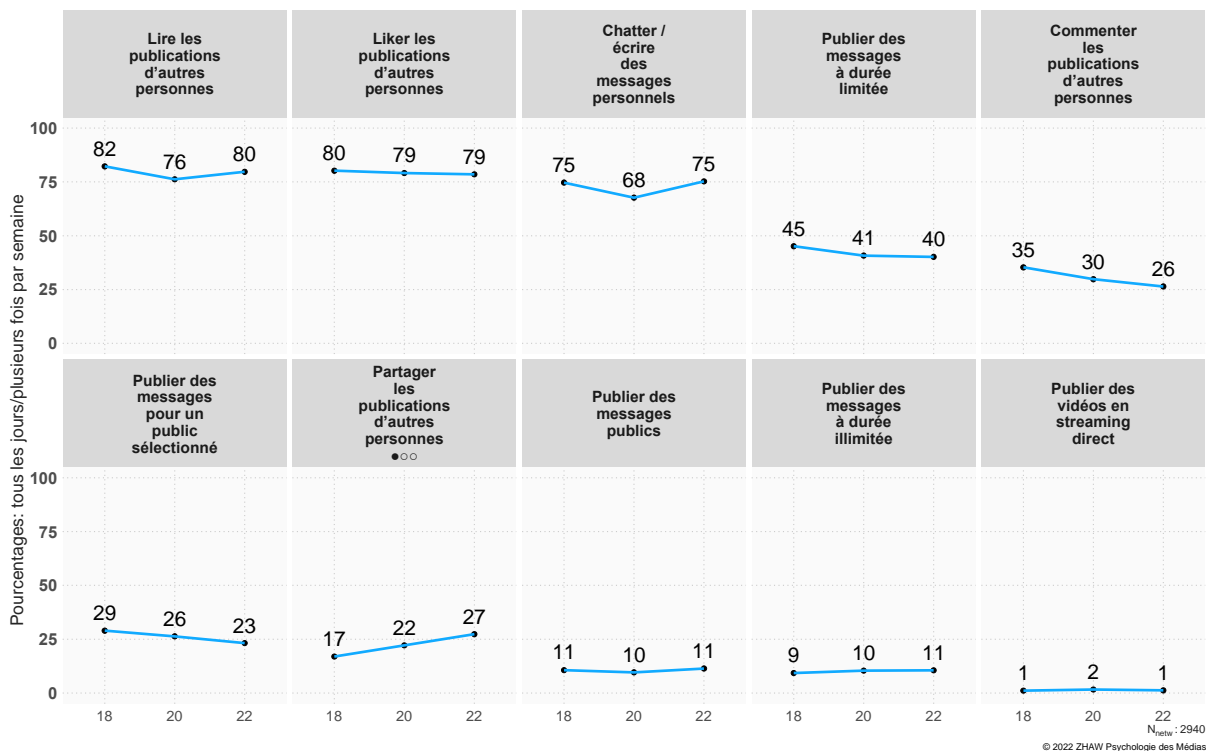 Lire les
publications
d'autres
personnes
Liker les
publications
d'autres
personnes
Chatter /
écrire
des
messages
personnels
Publier des
messages
à durée
limitée
Commenter
les
publications
d'autres
personnes
Pourcentages: tous les jours/plusieurs fois par semaine
100
75
50
25
0
82
76
80
80
79
79
75
68
75
45
41
40
35
30
26
Publier des
messages
pour un
public
sélectionné
Partager
les
publications
d'autres
personnes
●○○
Publier des
messages
publics
Publier des
messages
à durée
illimitée
Publier des
vidéos en
streaming
direct
100
75
50
25
0
29
26
23
17
22
27
11
10
11
9
10
11
1
2
1
18 20 22
18 20 22
18 20 22
18 20 22
18 20 22
Nnetw : 2940
© 2022 ZHAW Psychologie des Médias